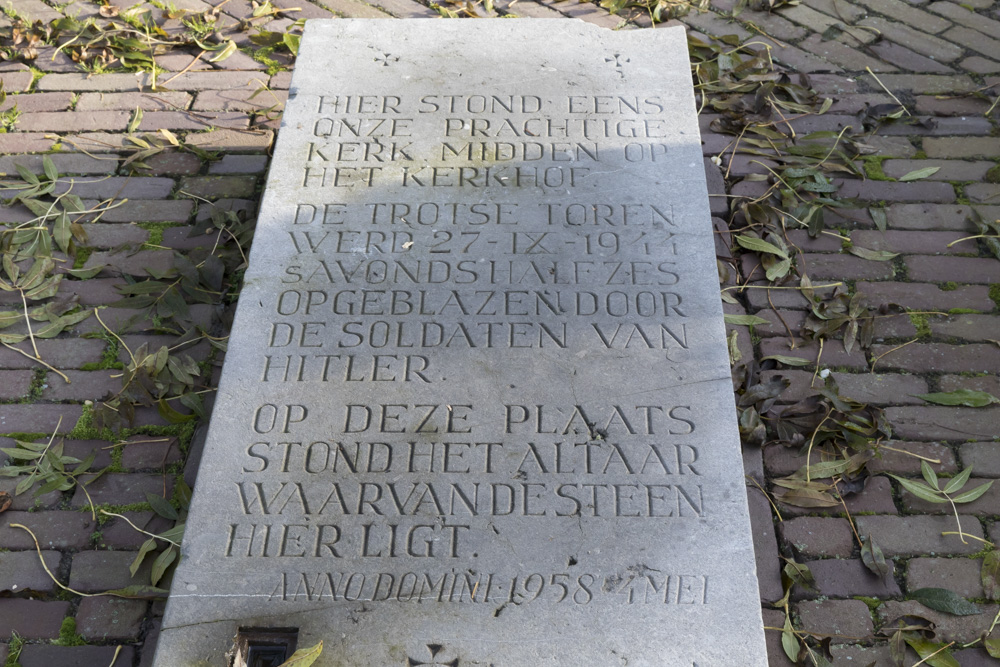 HIER STOND EENS
ONZE PRACHTIGE
KERK MIDDEN OP
HET KERKHOF.
DE TROTSE TOREN
WERD 27-IX-1944
SAVONDS HALFZES
OPGEBLAZEN DOOR
DE SOLDATEN VAN
HITLER.
OP DEZE PLAATS
STOND HET ALTAAR
WAARVAN DE STEEN
HIER LIGT.
ANNO DOMINI 1958 4 MEI